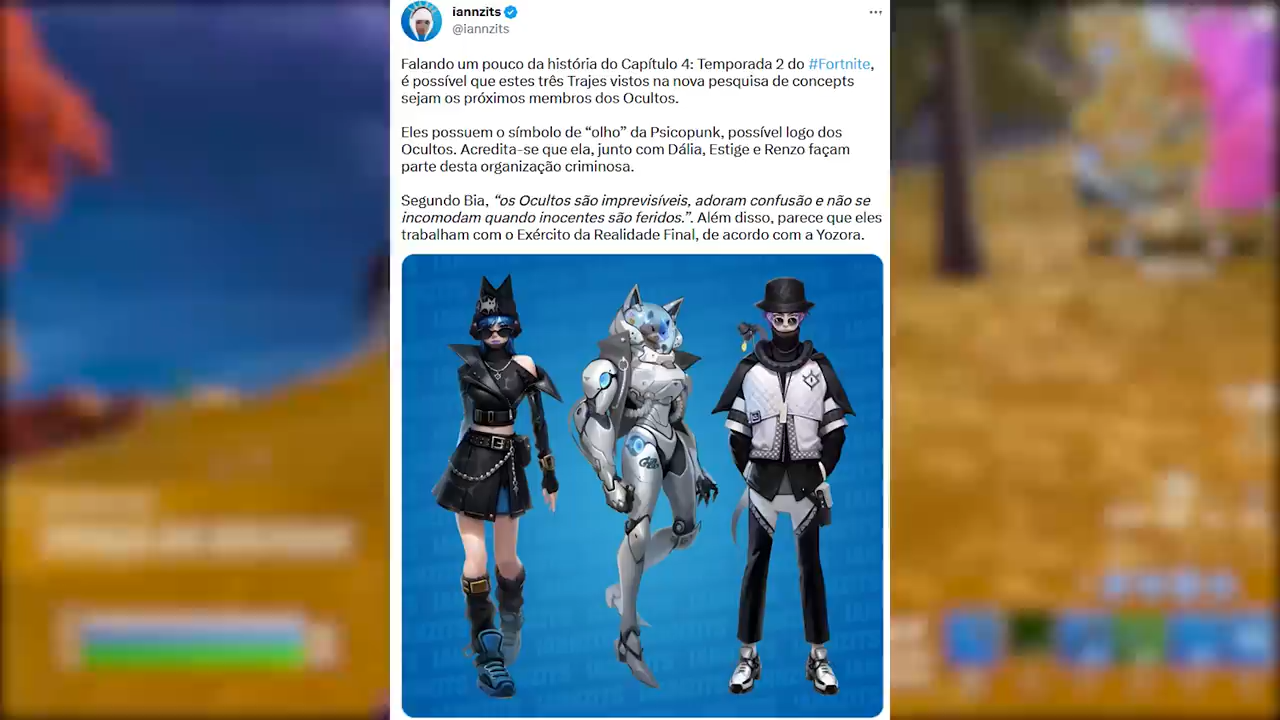 iannzits
@iannzits
Falando um pouco da história do Capítulo 4: Temporada 2 do #Fortnite,
é possível que estes três Trajes vistos na nova pesquisa de concepts
sejam os próximos membros dos Ocultos.
Eles possuem o símbolo de “olho” da Psicopunk, possível logo dos
Ocultos. Acredita-se que ela, junto com Dália, Estige e Renzo façam
parte desta organização criminosa.
Segundo Bia, “os Ocultos são imprevisíveis, adoram confusão e não se
incomodam quando inocentes são feridos.”. Além disso, parece que eles
trabalham com o Exército da Realidade Final, de acordo com a Yozora.